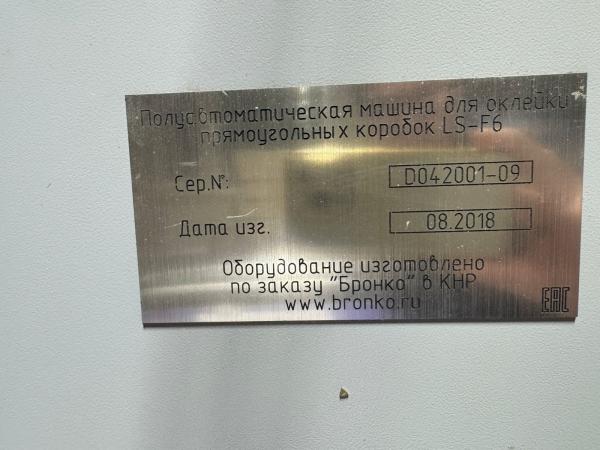 Полуавтоматическая машина для оклейки
прямоугольных коробок LS-F6
Сер.№: D042001-09
Дата изг. 08.2018
Оборудование изготовлено
по заказу "Бронко" в КНР
www.bronko.ru
EAC